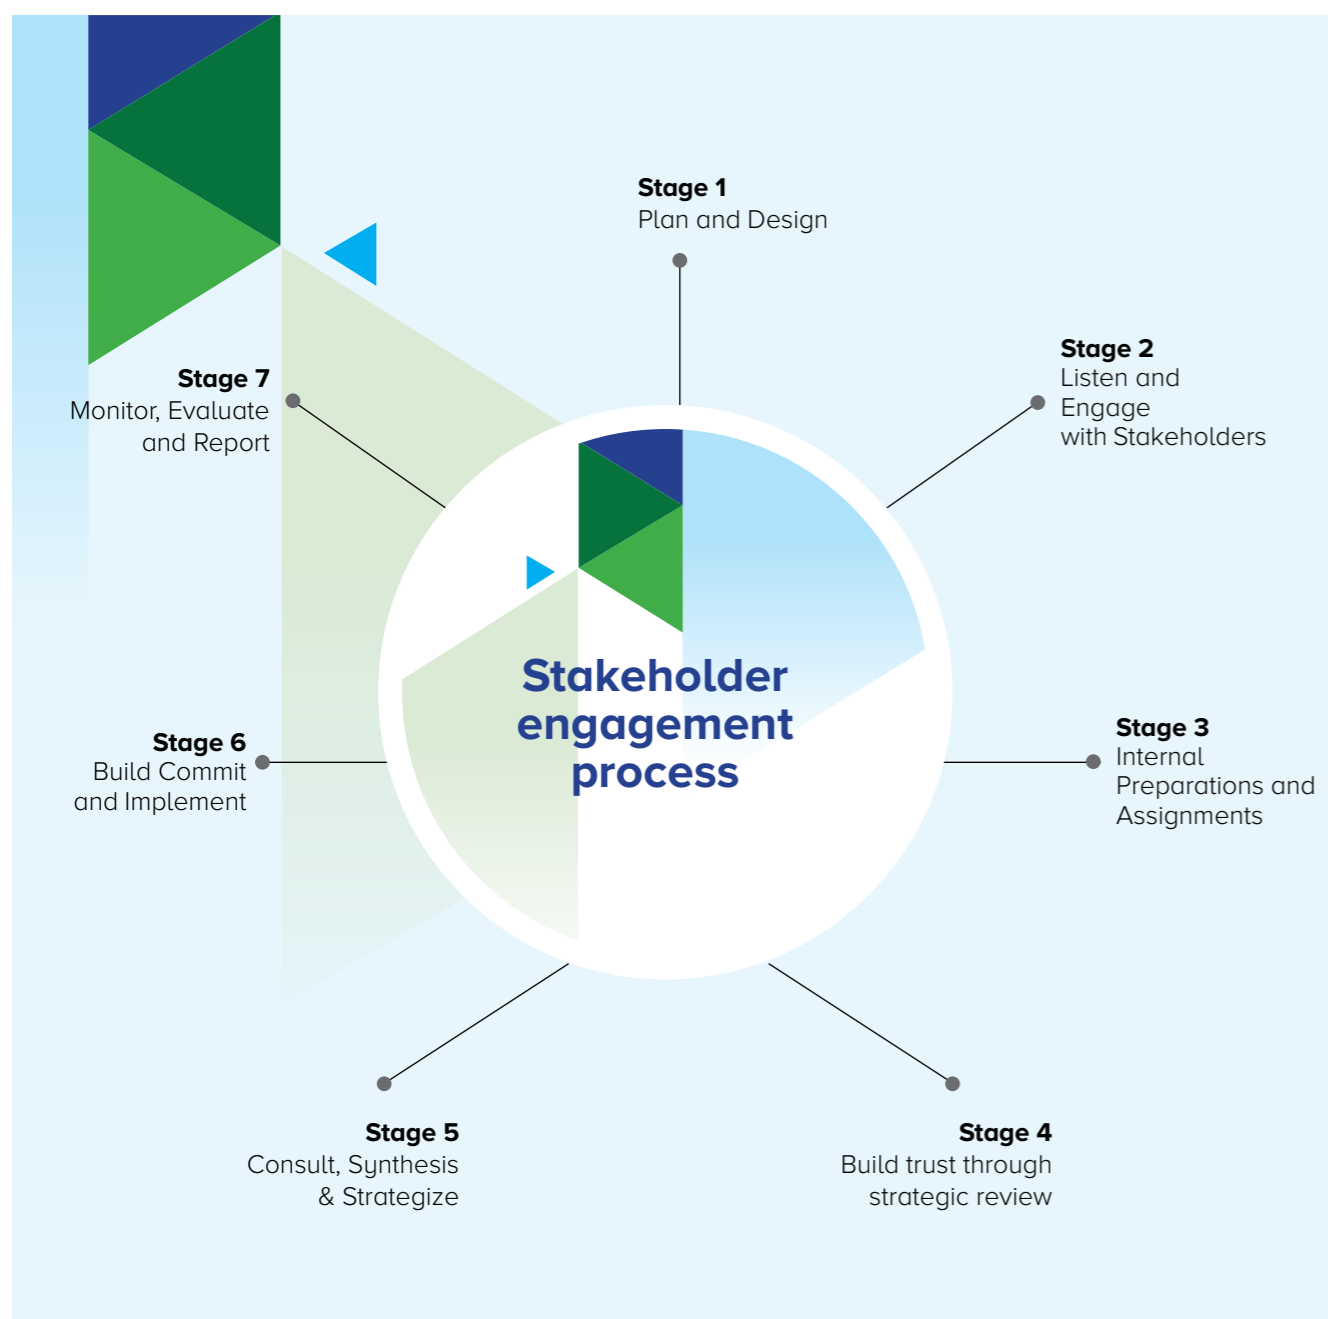 Stage 1
Plan and Design
Stage 2
Listen and
Engage
with Stakeholders
Stage 3
Internal
Preparations and
Assignments
Stage 4
Build trust through
strategic review
Stage 5
Consult, Synthesis
& Strategize
Stage 6
Build Commit
and Implement
Stage 7
Monitor, Evaluate
and Report
Stakeholder
engagement
process